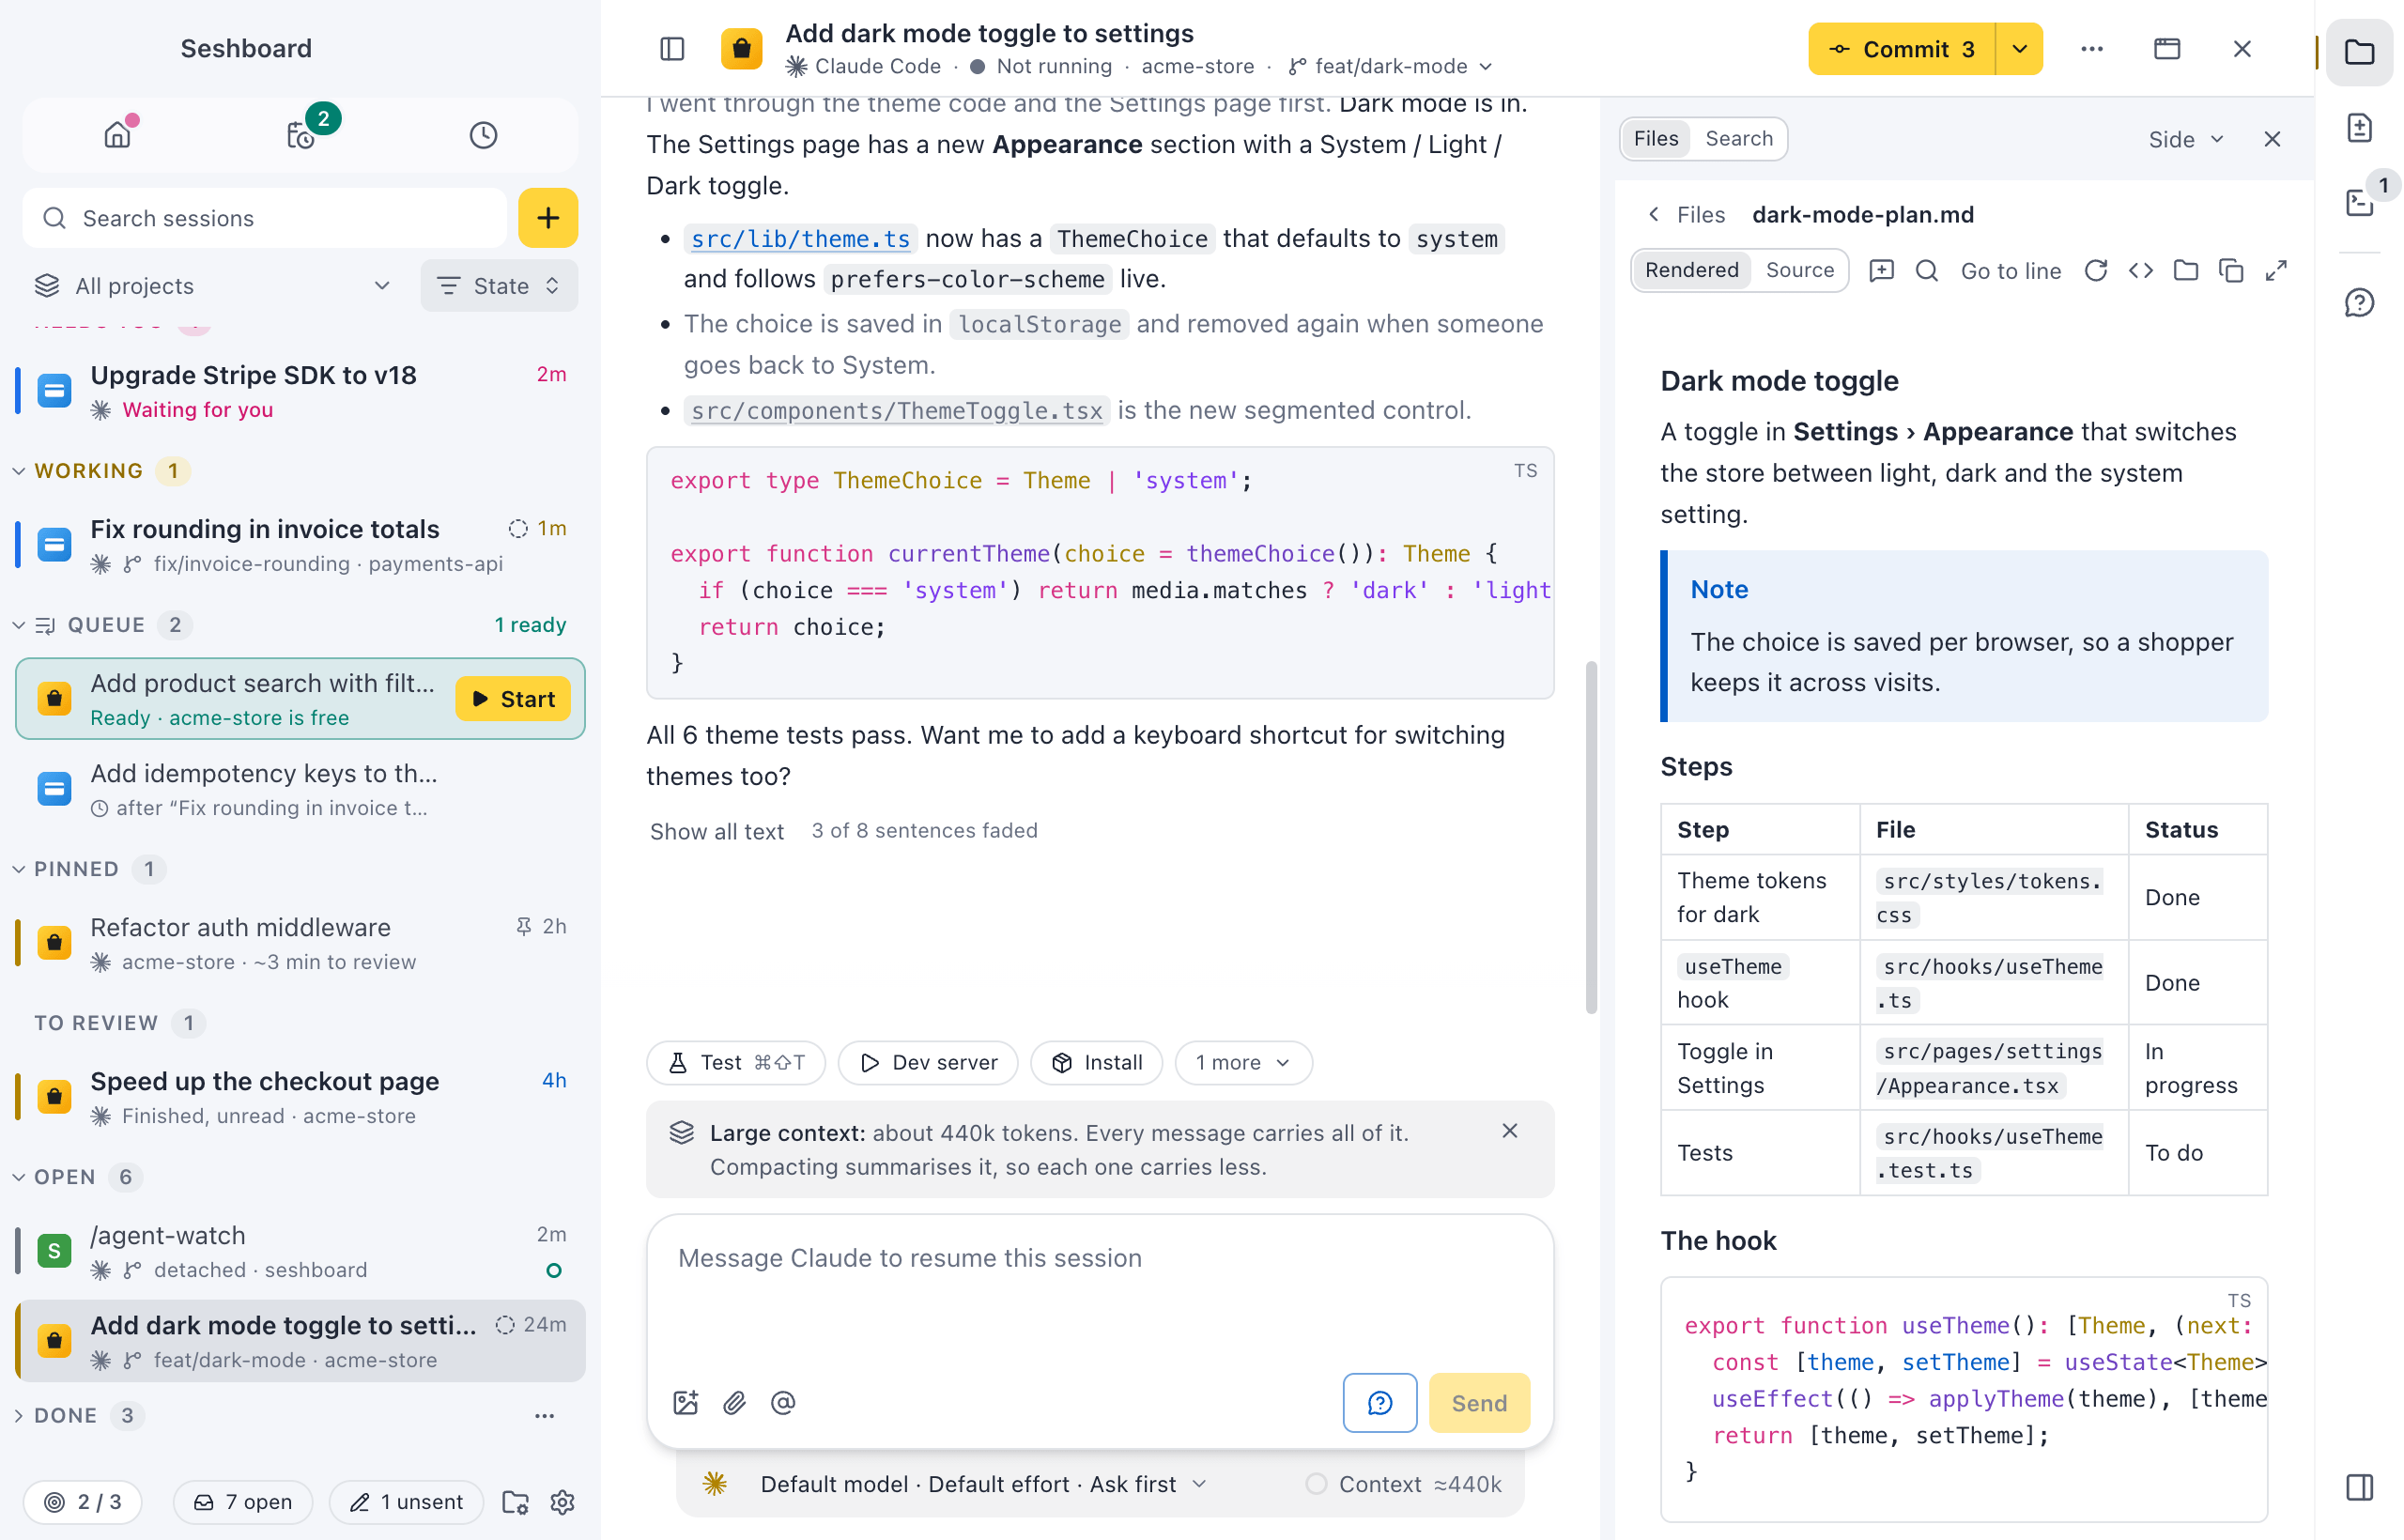 Seshboard
2
Search sessions
All projects
State
Upgrade Stripe SDK to v18
2m
Waiting for you
WORKING 1
Fix rounding in invoice totals
1m
fix/invoice-rounding · payments-api
QUEUE 2
1 ready
Add product search with filt...
Start
Ready · acme-store is free
Add idempotency keys to th...
after “Fix rounding in invoice t...
PINNED 1
Refactor auth middleware
2h
acme-store · ~3 min to review
TO REVIEW 1
Speed up the checkout page
4h
Finished, unread · acme-store
OPEN 6
S
/agent-watch
2m
detached · seshboard
Add dark mode toggle to setti...
24m
feat/dark-mode · acme-store
DONE 3
2 / 3
7 open
1 unsent
Add dark mode toggle to settings
Claude Code · Not running · acme-store · feat/dark-mode
Commit 3
I went through the theme code and the Settings page first. Dark mode is in.
The Settings page has a new Appearance section with a System / Light /
Dark toggle.
• src/lib/theme.ts now has a ThemeChoice that defaults to system
and follows prefers-color-scheme live.
• The choice is saved in localStorage and removed again when someone
goes back to System.
• src/components/ThemeToggle.tsx is the new segmented control.
TS
export type ThemeChoice = Theme | 'system';
export function currentTheme(choice = themeChoice()): Theme {
if (choice === 'system') return media.matches ? 'dark' : 'light
return choice;
}
All 6 theme tests pass. Want me to add a keyboard shortcut for switching
themes too?
Show all text
3 of 8 sentences faded
Test ⌘⇧T
Dev server
Install
1 more
Large context: about 440k tokens. Every message carries all of it.
Compacting summarises it, so each one carries less.
Message Claude to resume this session
Send
Default model · Default effort · Ask first
Context ≈440k
Files
Search
Side
Files
dark-mode-plan.md
Rendered
Source
Go to line
Dark mode toggle
A toggle in Settings › Appearance that switches
the store between light, dark and the system
setting.
Note
The choice is saved per browser, so a shopper
keeps it across visits.
Steps
Step File Status
Theme tokens
for dark
src/styles/tokens.
css
Done
useTheme
hook
src/hooks/useTheme
.ts
Done
Toggle in
Settings
src/pages/settings
/Appearance.tsx
In
progress
Tests
src/hooks/useTheme
.test.ts
To do
The hook
TS
export function useTheme(): [Theme, (next:
const [theme, setTheme] = useState<Theme>
useEffect(() => applyTheme(theme), [theme
return [theme, setTheme];
}
1